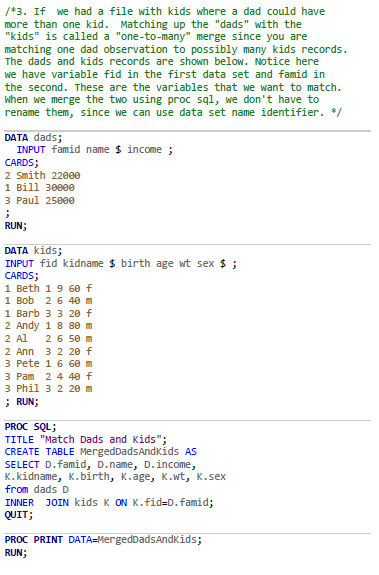 /*3. If  we had a file with kids where a dad could have
more than one kid.  Matching up the "dads" with the
"kids" is called a "one-to-many" merge since you are
matching one dad observation to possibly many kids records.
The dads and kids records are shown below. Notice here
we have variable fid in the first data set and famid in
the second. These are the variables that we want to match.
When we merge the two using proc sql, we don't have to
rename them, since we can use data set name identifier. */
DATA dads;
  INPUT famid name $ income ;
CARDS;
2 Smith 22000
1 Bill 30000
3 Paul 25000
;
RUN;
DATA kids;
INPUT fid kidname $ birth age wt sex $ ;
CARDS;
1 Beth 1 9 60 f
1 Bob  2 6 40 m
1 Barb 3 3 20 f
2 Andy 1 8 80 m
2 Al   2 6 50 m
2 Ann  3 2 20 f
3 Pete 1 6 60 m
3 Pam  2 4 40 f
3 Phil 3 2 20 m
; RUN;
PROC SQL;
TITLE "Match Dads and Kids";
CREATE TABLE MergedDadsAndKids AS
SELECT D.famid, D.name, D.income,
K.kidname, K.birth, K.age, K.wt, K.sex
from dads D
INNER  JOIN kids K ON K.fid=D.famid;
QUIT;
PROC PRINT DATA=MergedDadsAndKids;
RUN;